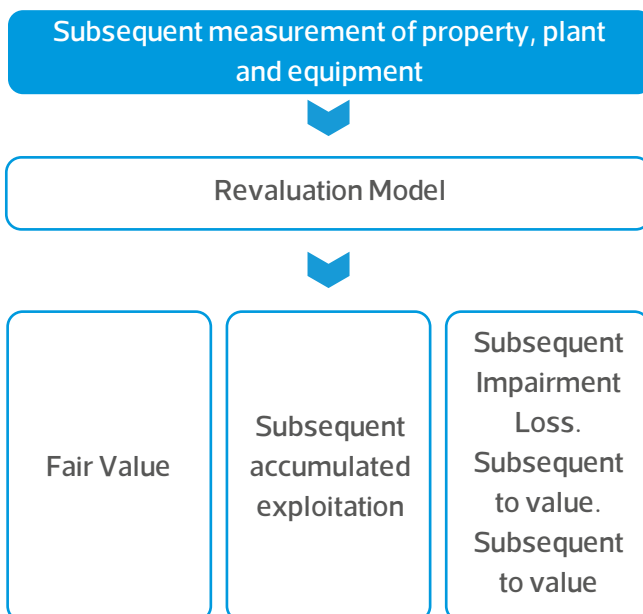 Subsequent measurement of property, plant
and equipment
Revaluation Model
Fair Value
Subsequent
accumulated
exploitation
Subsequent
Impairment
Loss.
Subsequent
to value.
Subsequent
to value